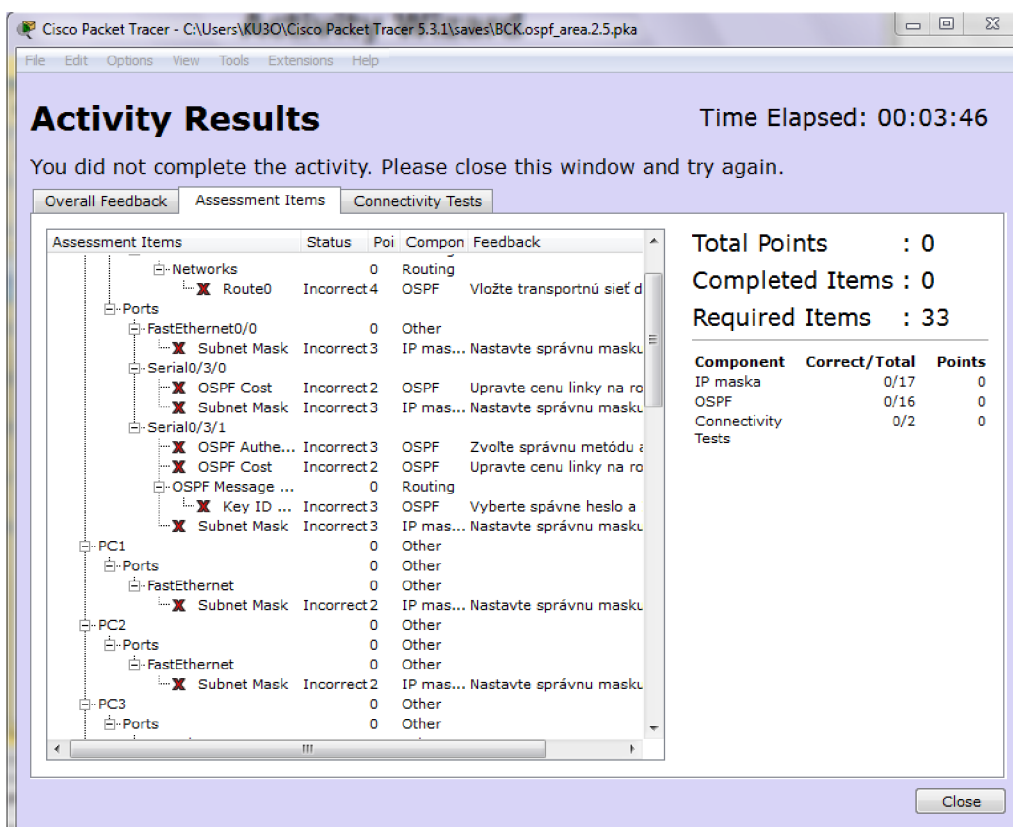 Cisco Packet Tracer - C:\Users\KU3O\Cisco Packet Tracer 5.3.1\saves\BCK.ospf_area.2.5.pka
File Edit Options View Tools Extensions Help
Activity Results
Time Elapsed: 00:03:46
You did not complete the activity. Please close this window and try again.
Overall Feedback Assessment Items Connectivity Tests
Assessment Items Status Poi Compon Feedback
Networks 0 Routing
Route0 Incorrect 4 OSPF Vložte transportnú sieť d
Ports
FastEthernet0/0 0 Other
Subnet Mask Incorrect 3 IP mas... Nastavte správnu masku
Serial0/3/0
OSPF Cost Incorrect 2 OSPF Upravte cenu linky na ro
Subnet Mask Incorrect 3 IP mas... Nastavte správnu masku
Serial0/3/1
OSPF Authe... Incorrect 3 OSPF Zvoľte správnu metódu a
OSPF Cost Incorrect 2 OSPF Upravte cenu linky na ro
OSPF Message ... 0 Routing
Key ID ... Incorrect 3 OSPF Vyberte spávne heslo a
Subnet Mask Incorrect 3 IP mas... Nastavte správnu masku
PC1 0 Other
Ports 0 Other
FastEthernet 0 Other
Subnet Mask Incorrect 2 IP mas... Nastavte správnu masku
PC2 0 Other
Ports 0 Other
FastEthernet 0 Other
Subnet Mask Incorrect 2 IP mas... Nastavte správnu masku
PC3 0 Other
Ports 0 Other
Total Points : 0
Completed Items : 0
Required Items : 33
Component Correct/Total Points
IP maska 0/17 0
OSPF 0/16 0
Connectivity 0/2 0
Tests
Close